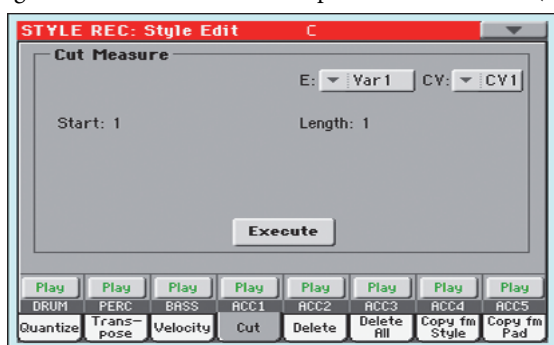 STYLE REC: Style Edit C
Cut Measure
E: Var1 CV: CV1
Start: 1 Length: 1
Execute
Play Play Play Play Play Play Play Play
DRUM PERC BASS ACC1 ACC2 ACC3 ACC4 ACC5
Quantize Trans-pose Velocity Cut Delete Delete All Copy fm Style Copy fm Pad